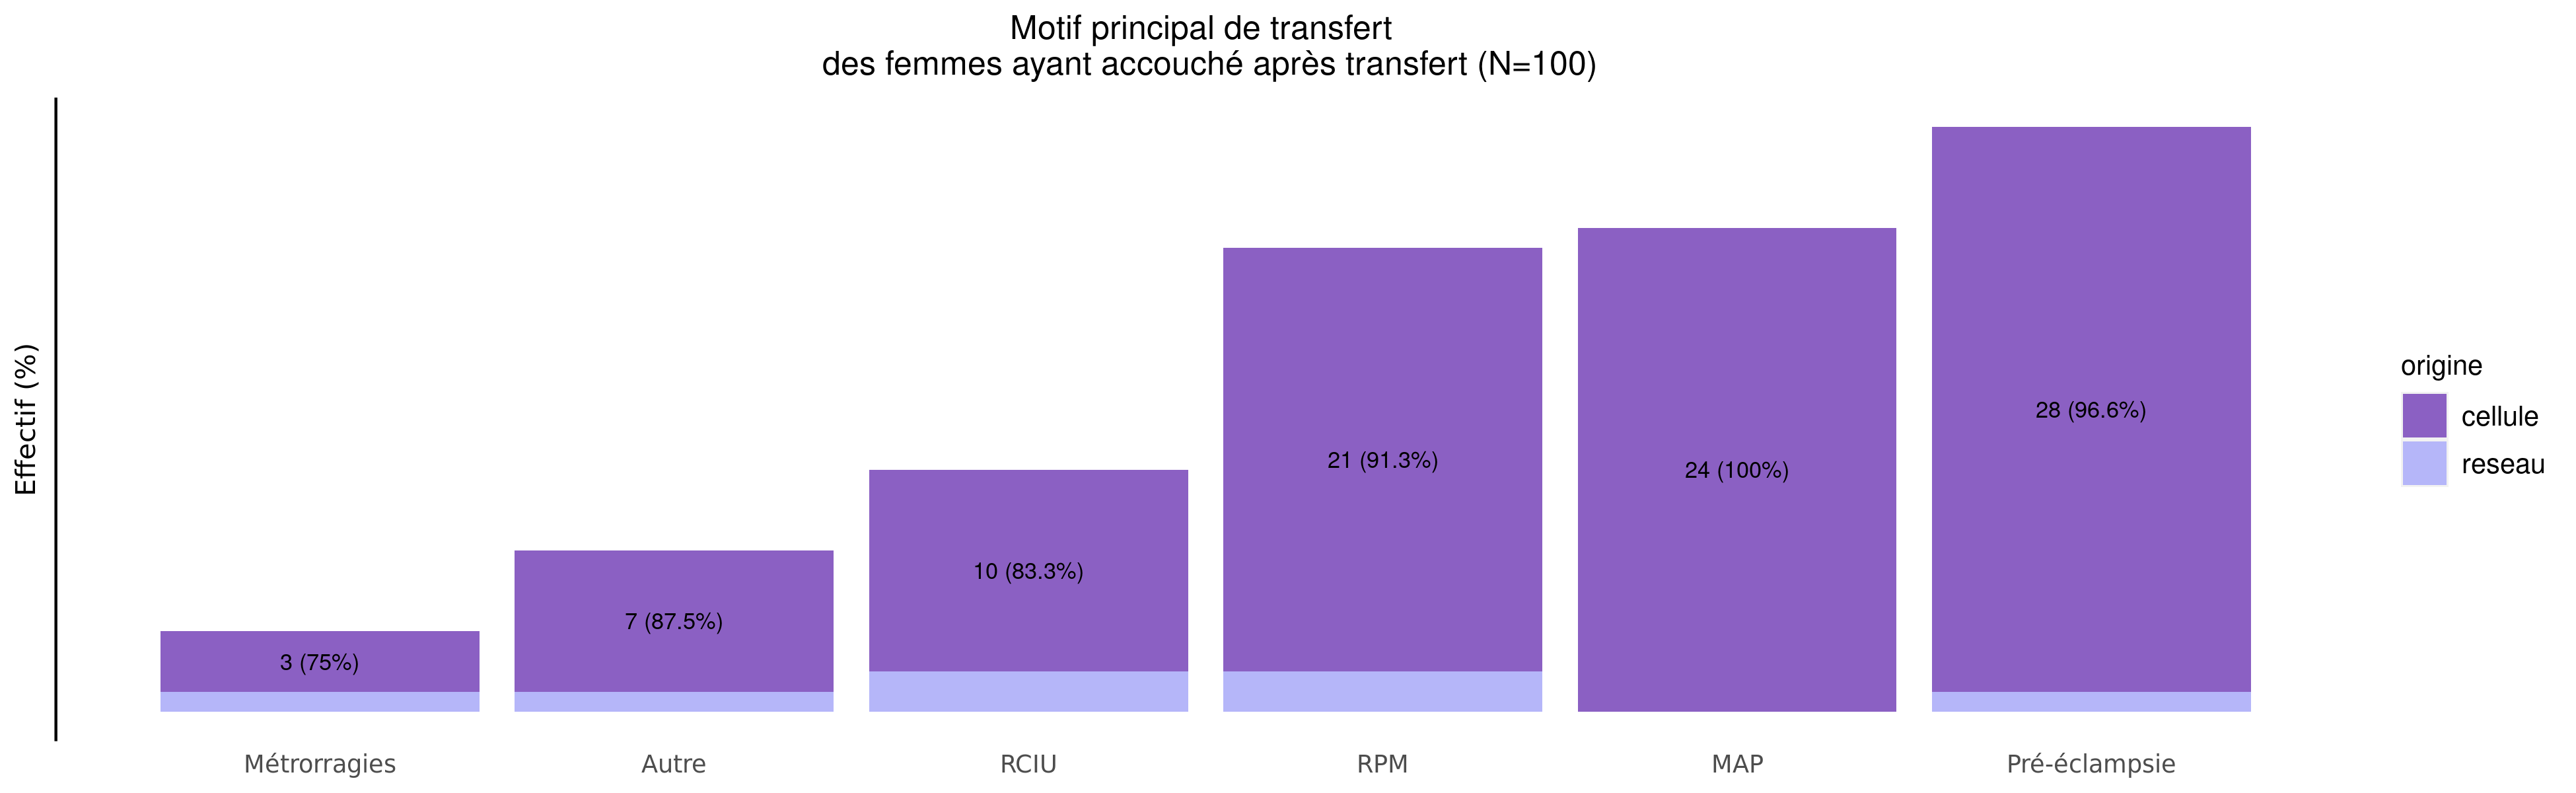 Motif principal de transfert
des femmes ayant accouché après transfert (N=100)
Effectif (%)
3 (75%)
7 (87.5%)
10 (83.3%)
21 (91.3%)
24 (100%)
28 (96.6%)
Métrorragies
Autre
RCIU
RPM
MAP
Pré-éclampsie
origine
cellule
reseau